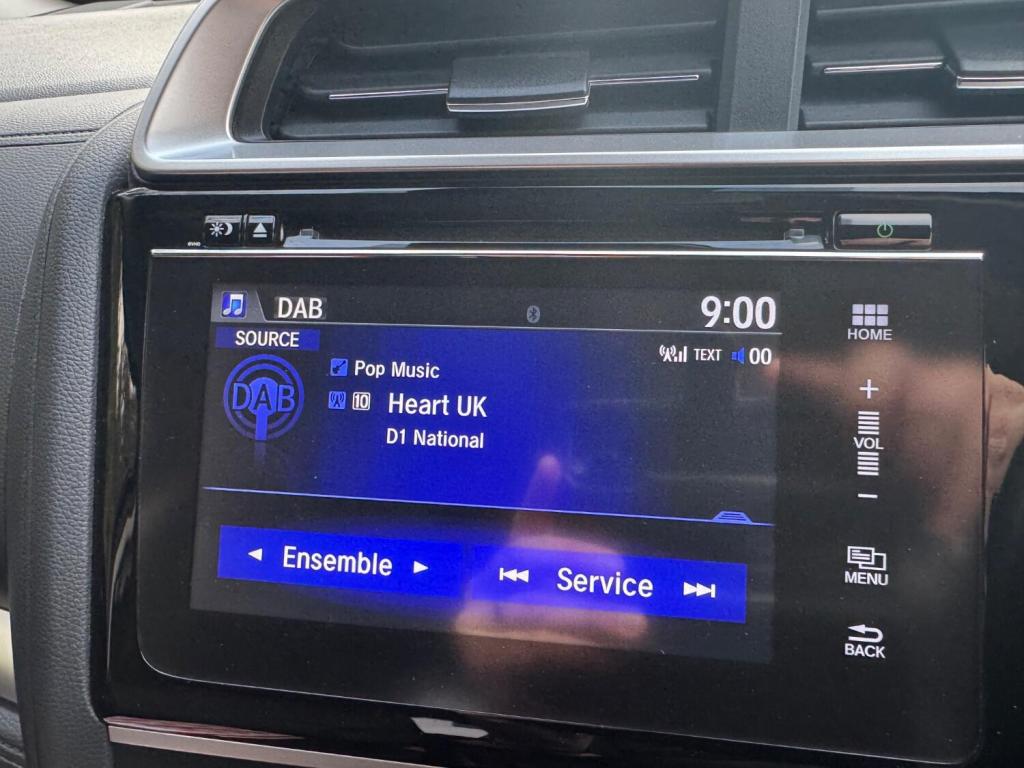 DAB
9:00
SOURCE
TEXT 00
DAB
Pop Music
10 Heart UK
D1 National
Ensemble
Service
HOME
+
VOL
−
MENU
BACK